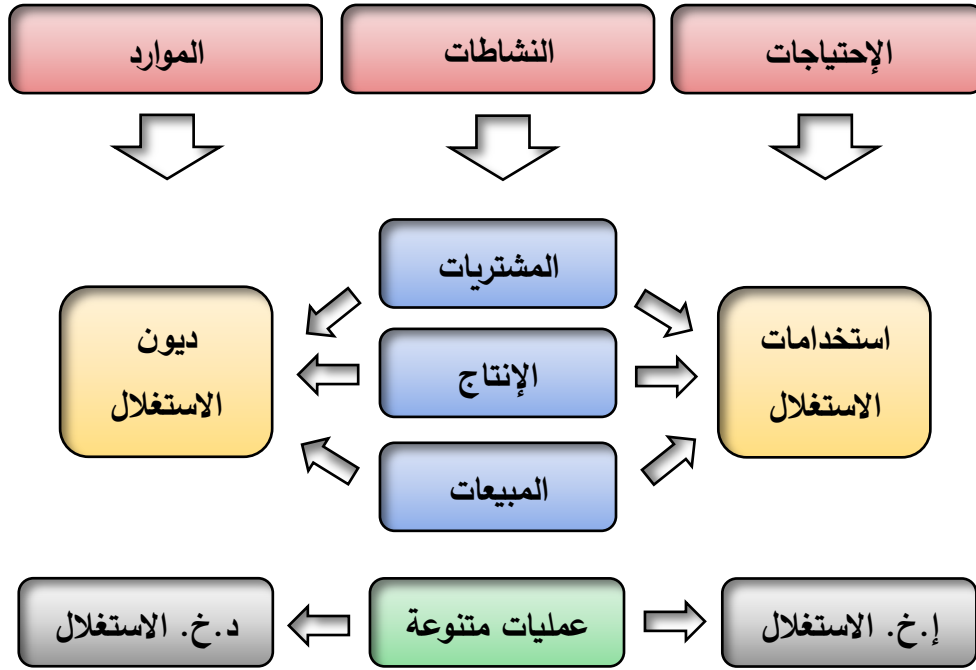 الإحتياجات
النشاطات
الموارد
المشتريات
استخدامات
الاستغلال
الإنتاج
ديون
الاستغلال
المبيعات
إ.خ. الاستغلال
عمليات متنوعة
د.خ. الاستغلال